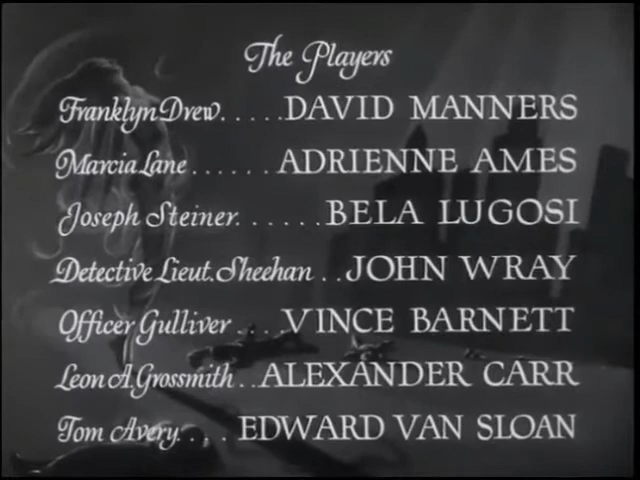 The Players
Franklyn Drew.....DAVID MANNERS
Marcia Lane......ADRIENNE AMES
Joseph Steiner......BELA LUGOSI
Detective Lieut. Sheehan..JOHN WRAY
Officer Gulliver....VINCE BARNETT
Leon A. Grossmith..ALEXANDER CARR
Tom Avery....EDWARD VAN SLOAN